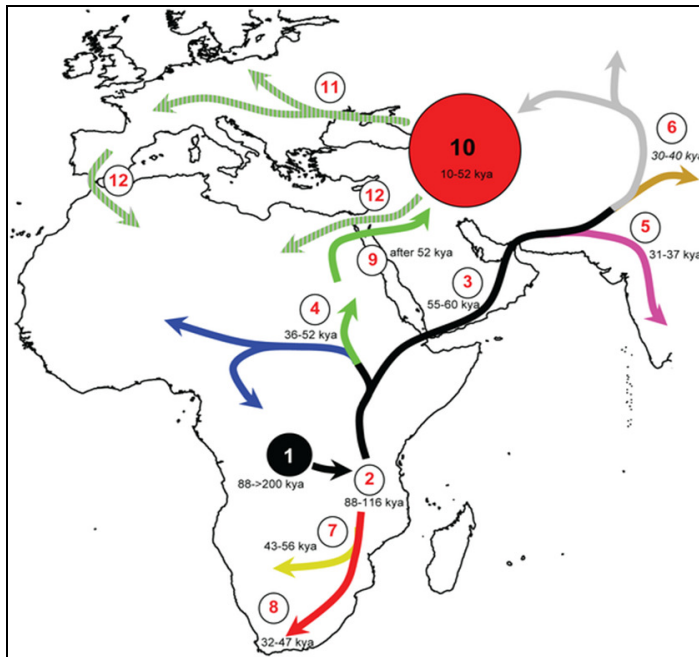 11
10
10-52 kya
6
30-40 kya
12
12
5
31-37 kya
9
after 52 kya
3
55-60 kya
4
36-52 kya
1
88->200 kya
2
88-116 kya
7
43-56 kya
8
32-47 kya